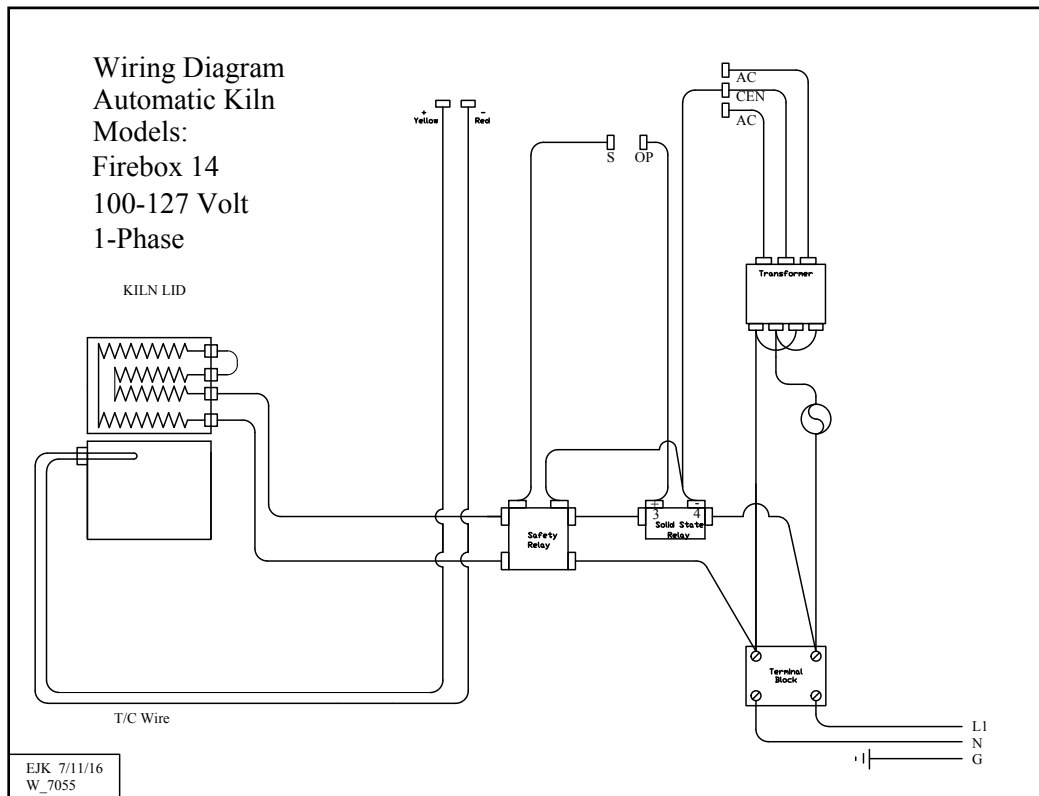 Wiring Diagram
Automatic Kiln
Models:
Firebox 14
100-127 Volt
1-Phase
KILN LID
+
Yellow
-
Red
S
OP
AC
CEN
AC
Transformer
+
3
-
4
Solid State
Relay
Safety
Relay
Terminal
Block
T/C Wire
L1
N
G
EJK 7/11/16
W_7055